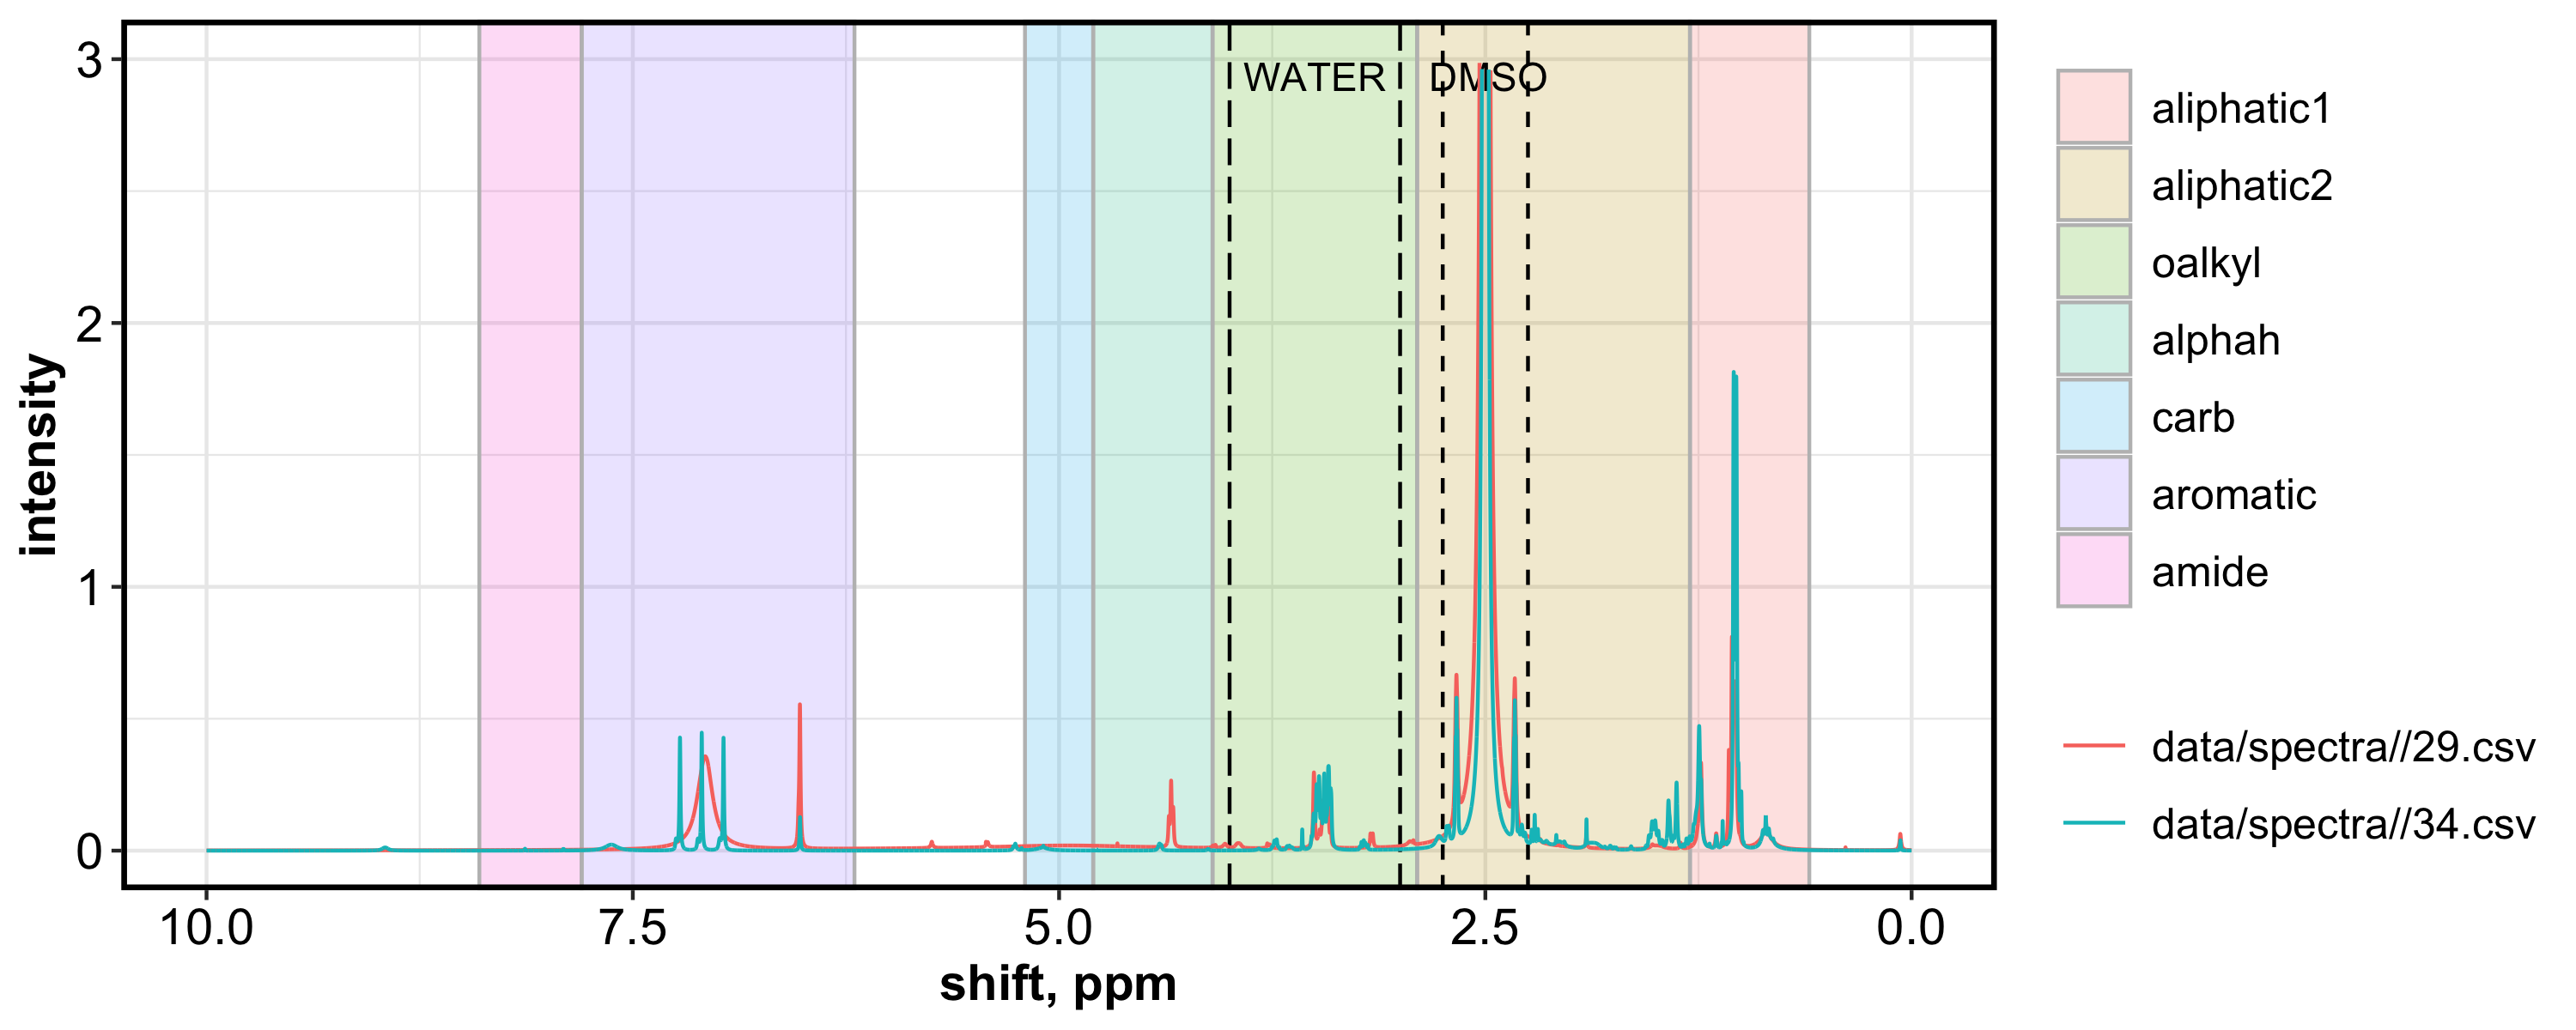 3
2
1
0
intensity
WATER
DMSO
10.0
7.5
5.0
2.5
0.0
shift, ppm
aliphatic1
aliphatic2
oalkyl
alphah
carb
aromatic
amide
data/spectra//29.csv
data/spectra//34.csv